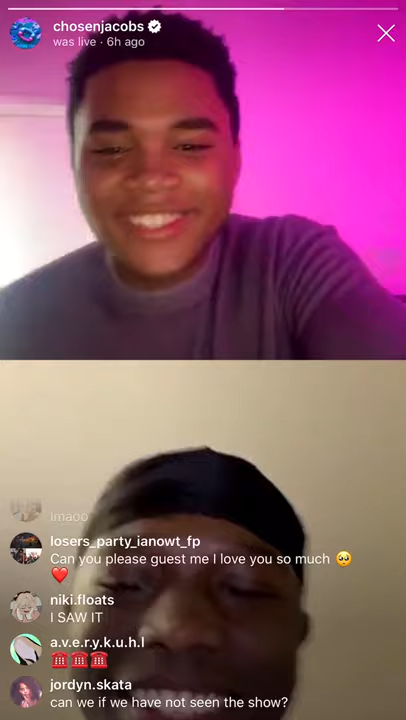 chosenjacobs
was live · 6h ago
lmaoo
losers_party_ianowt_fp
Can you please guest me I love you so much 🥺
❤️
niki.floats
I SAW IT
a.v.e.r.y.k.u.h.l
☎️☎️☎️
jordyn.skata
can we if we have not seen the show?